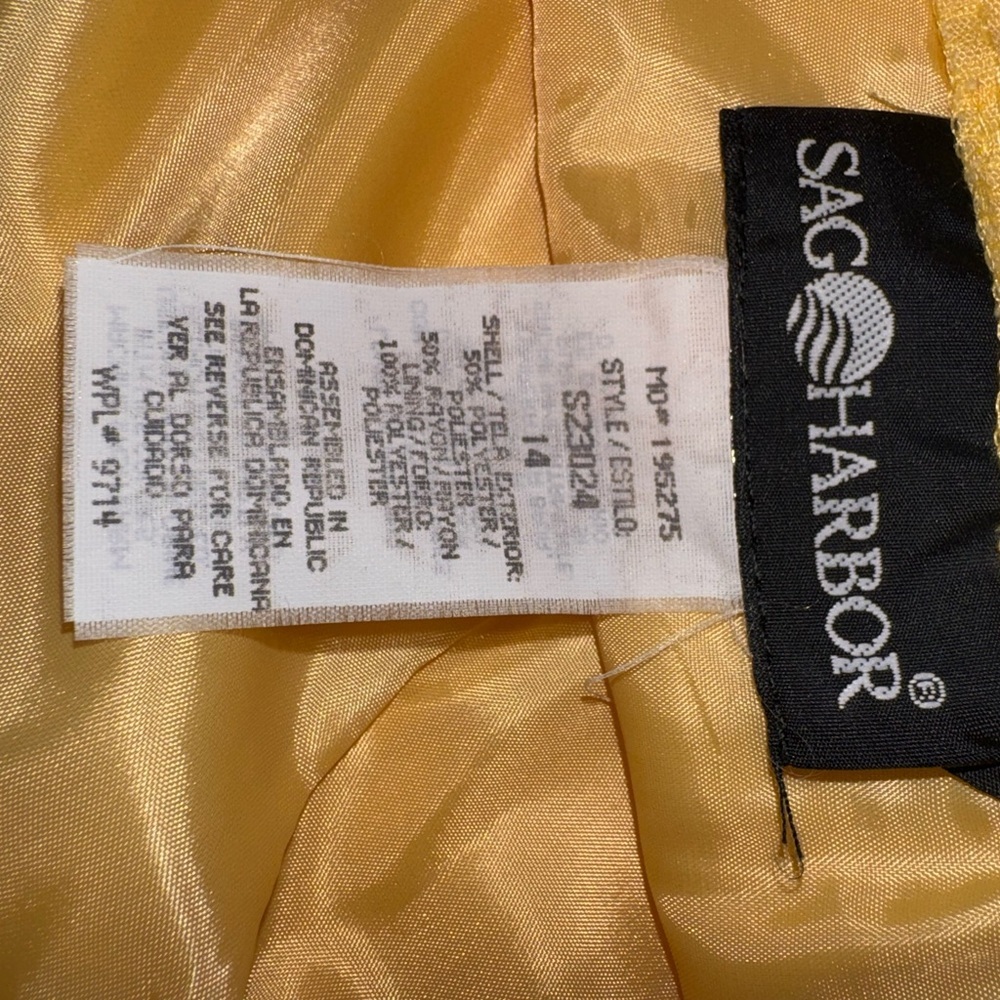 SAG HARBOR®
MO# 195275
STYLE / ESTILO:
S23D024
14
SHELL / TELA EXTERIOR:
50% POLYESTER /
POLIESTER
50% RAYON / RAYON
LINING / FORRO
100% POLYESTER /
POLIESTER
ASSEMBLED IN
DOMINICAN REPUBLIC
ENSAMBLADO EN
LA REPUBLICA DOMINICANA
SEE REVERSE FOR CARE
VER AL DORSO PARA
CUIDADO
WPL# 9714